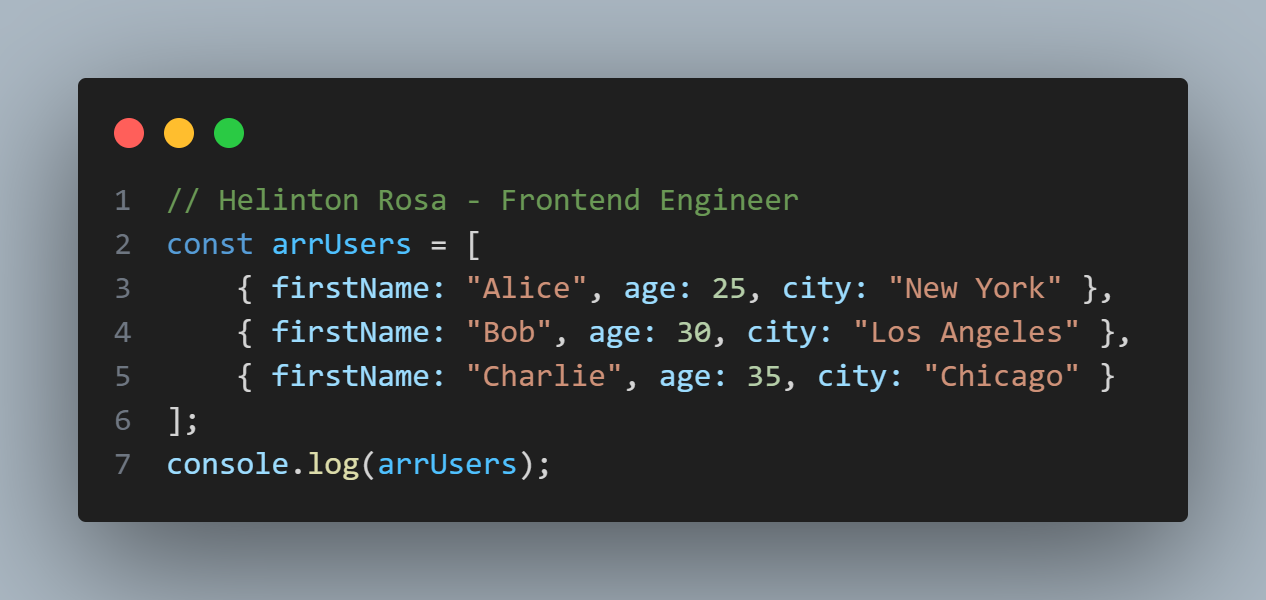 1 // Helinton Rosa - Frontend Engineer
2 const arrUsers = [
3     { firstName: "Alice", age: 25, city: "New York" },
4     { firstName: "Bob", age: 30, city: "Los Angeles" },
5     { firstName: "Charlie", age: 35, city: "Chicago" }
6 ];
7 console.log(arrUsers);